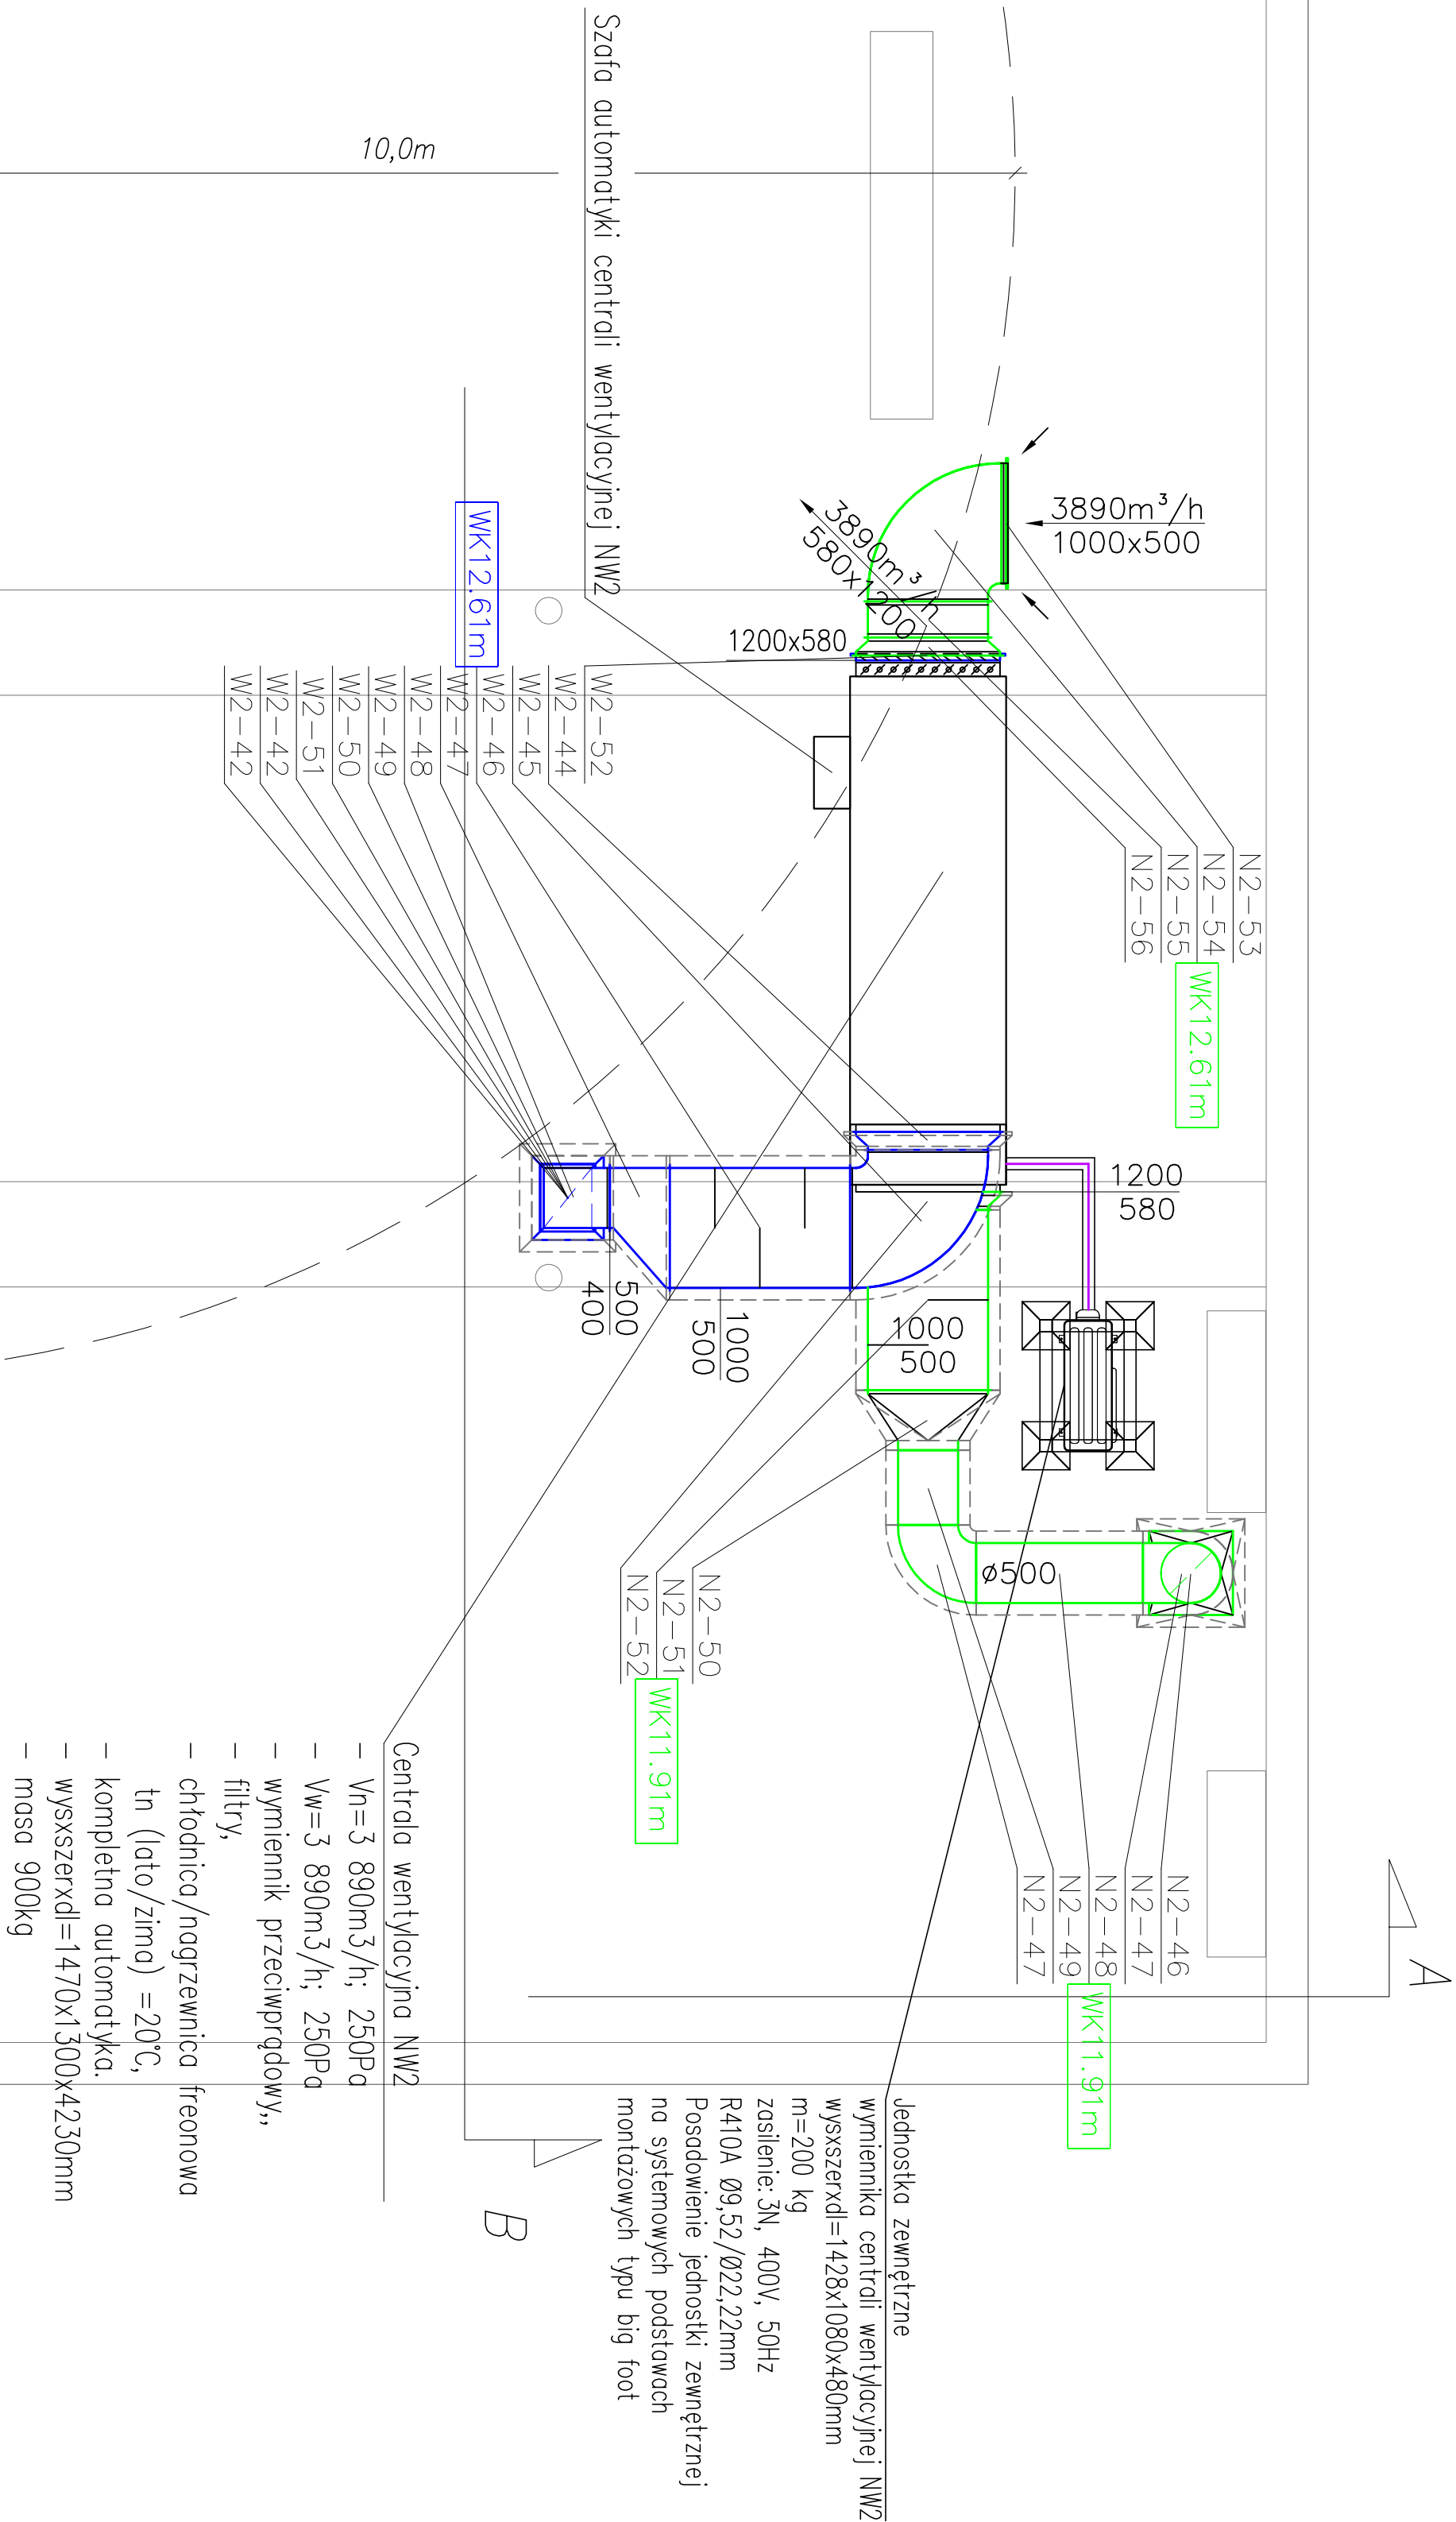 A
B
10,0m
Szafa automatyki centrali wentylacyjnej NW2
3890m³/h
1000x500
3890m³/h
580x1200
1200x580
N2-53
N2-54
N2-55
N2-56
WK12.61m
WK12.61m
W2-52
W2-44
W2-45
W2-46
W2-47
W2-48
W2-49
W2-50
W2-51
W2-42
W2-42
1200
580
1000
500
1000
500
500
400
ø500
N2-50
N2-51
N2-52
WK11.91m
N2-46
N2-47
N2-48
N2-49
N2-47
WK11.91m
Jednostka zewnętrzne
wymiennika centrali wentylacyjnej NW2
wysxszerxdl=1428x1080x480mm
m=200 kg
zasilenie: 3N, 400V, 50Hz
R410A Ø9,52/Ø22,22mm
Posadowienie jednostki zewnętrznej
na systemowych podstawach
montażowych typu big foot
Centrala wentylacyjna NW2
- Vn=3 890m3/h; 250Pa
- Vw=3 890m3/h; 250Pa
- wymiennik przeciwprądowy,,
- filtry,
- chłodnica/nagrzewnica freonowa
tn (lato/zima) =20°C,
- kompletna automatyka.
- wysxszerxdl=1470x1300x4230mm
- masa 900kg